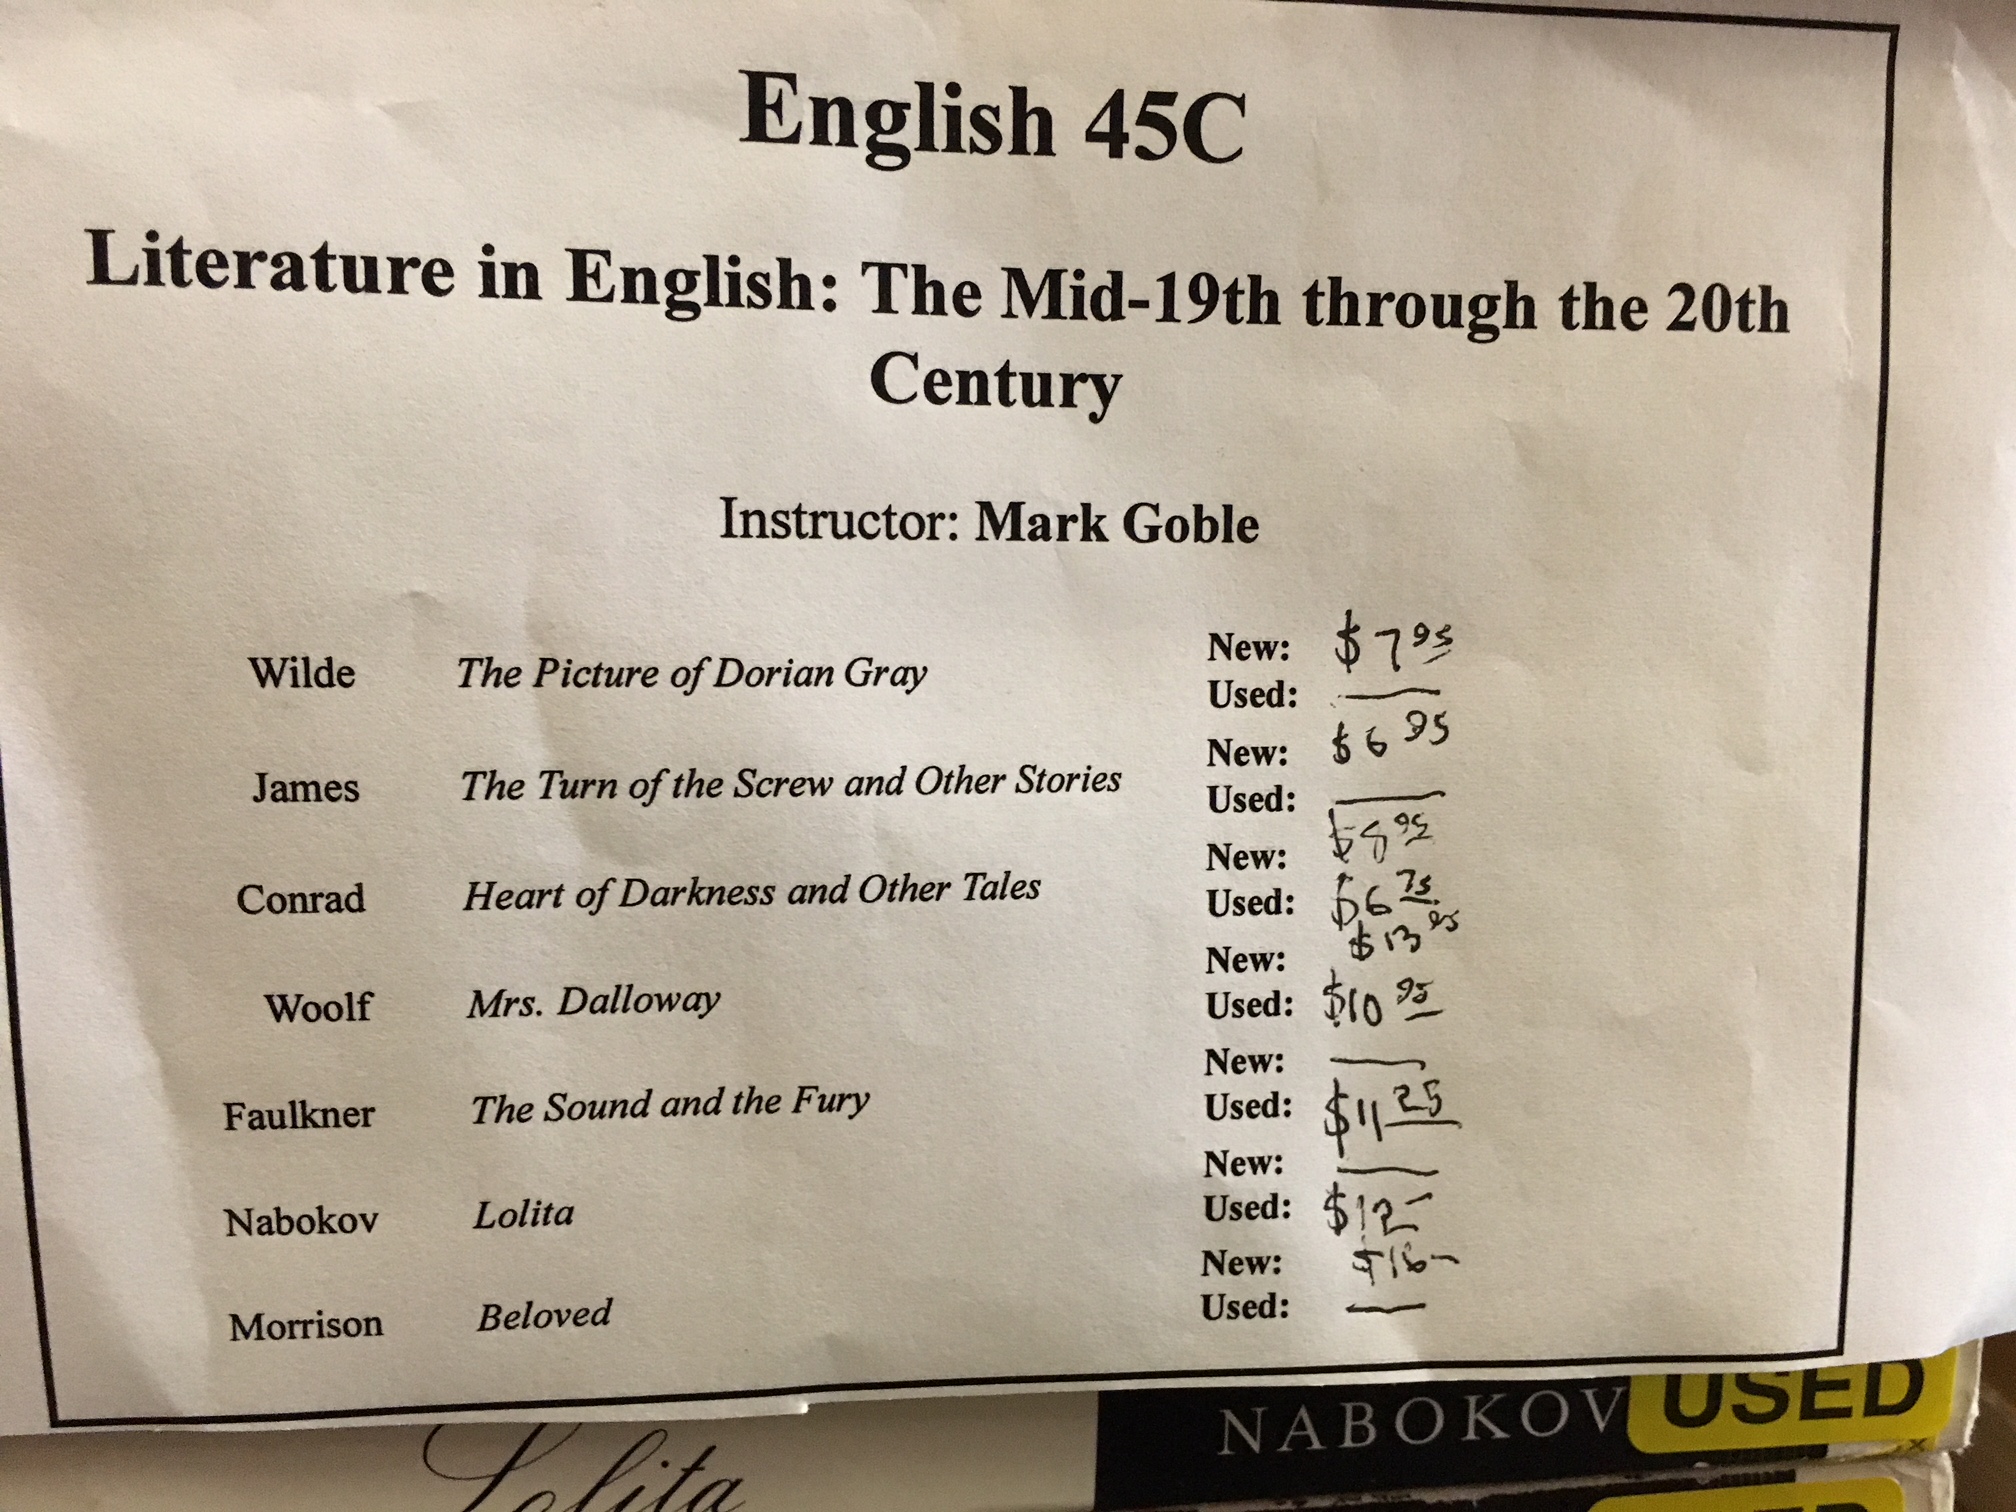 English 45C
Literature in English: The Mid-19th through the 20th
Century
Instructor: Mark Goble
Wilde The Picture of Dorian Gray New: $7 95
Used: —
James The Turn of the Screw and Other Stories New: $6 95
Used: —
Conrad Heart of Darkness and Other Tales New: $8 95
Used: $6 75
Woolf Mrs. Dalloway New: $13 95
Used: $10 95
Faulkner The Sound and the Fury New: —
Used: $11 25
Nabokov Lolita New: —
Used: $12 –
Morrison Beloved New: $16 –
Used: —
Lolita NABOKOV USED